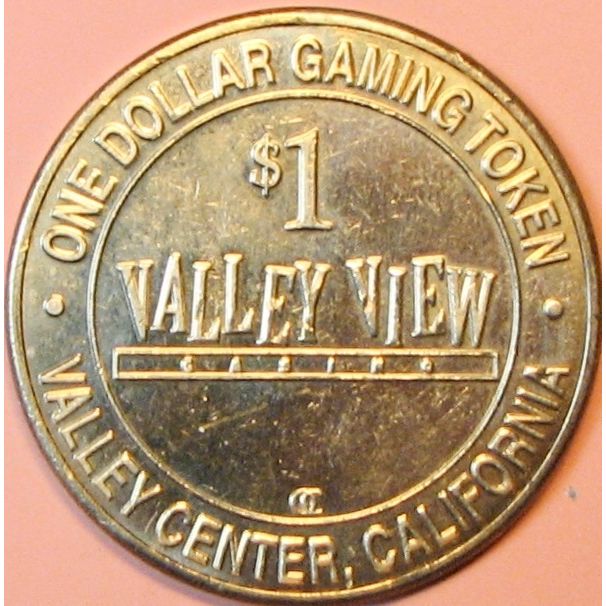 ONE DOLLAR GAMING TOKEN
$1
VALLEY VIEW
CASINO
VALLEY CENTER, CALIFORNIA